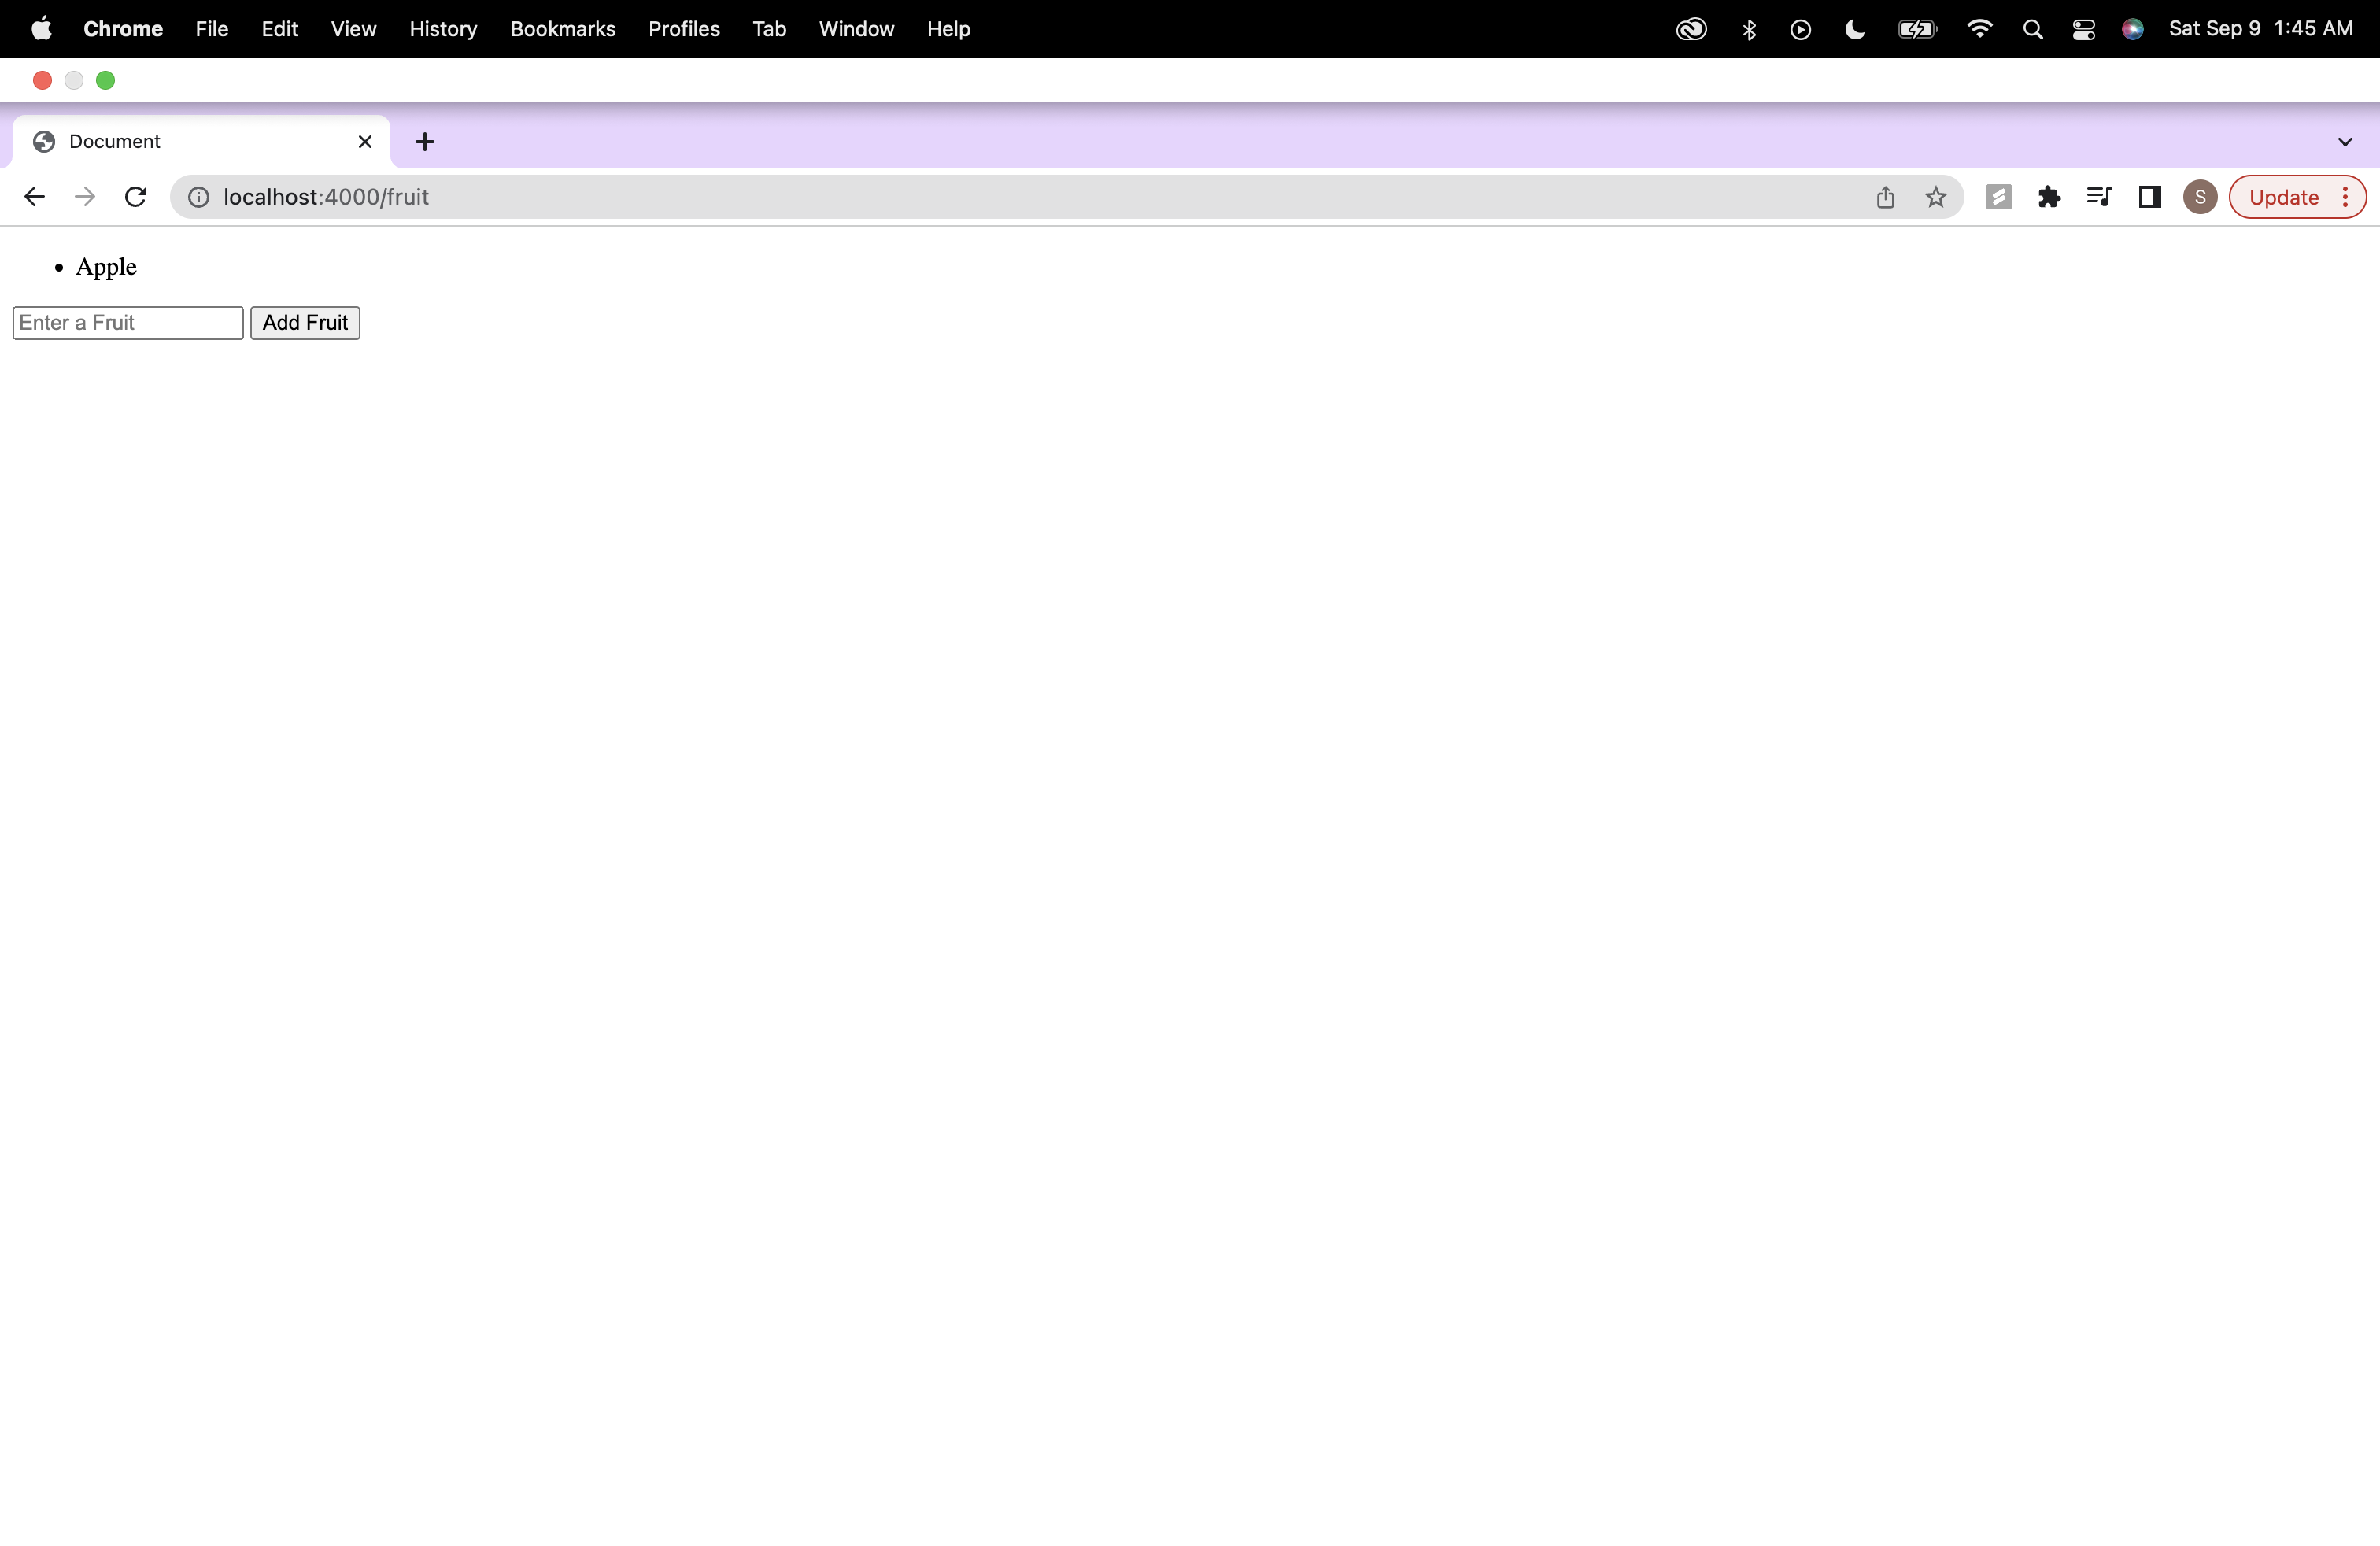 Chrome File Edit View History Bookmarks Profiles Tab Window Help Sat Sep 9 1:45 AM
Document
localhost:4000/fruit S Update
• Apple
Enter a Fruit Add Fruit